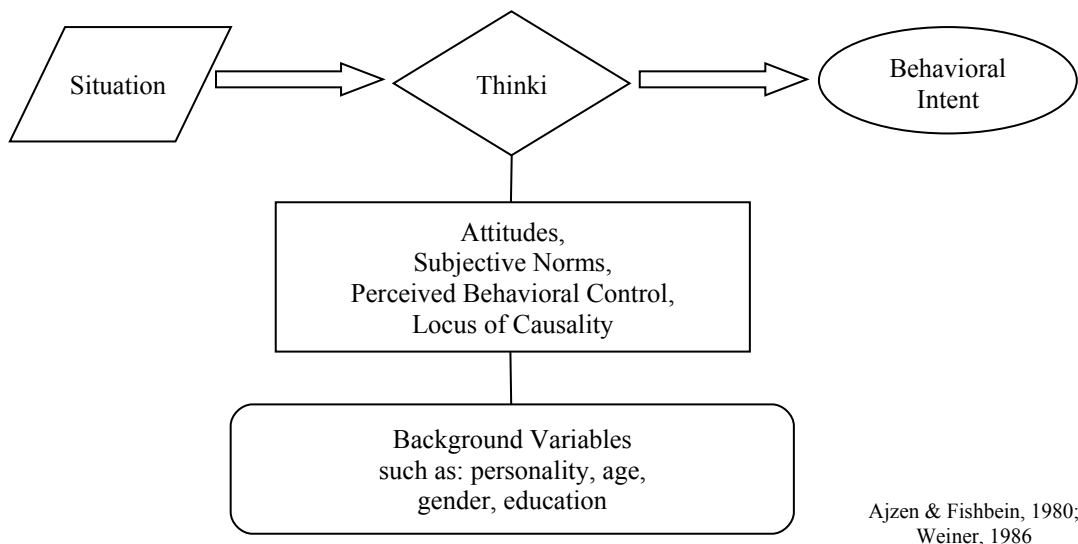 Situation
Thinki
Behavioral
Intent
Attitudes,
Subjective Norms,
Perceived Behavioral Control,
Locus of Causality
Background Variables
such as: personality, age,
gender, education
Ajzen & Fishbein, 1980;
Weiner, 1986